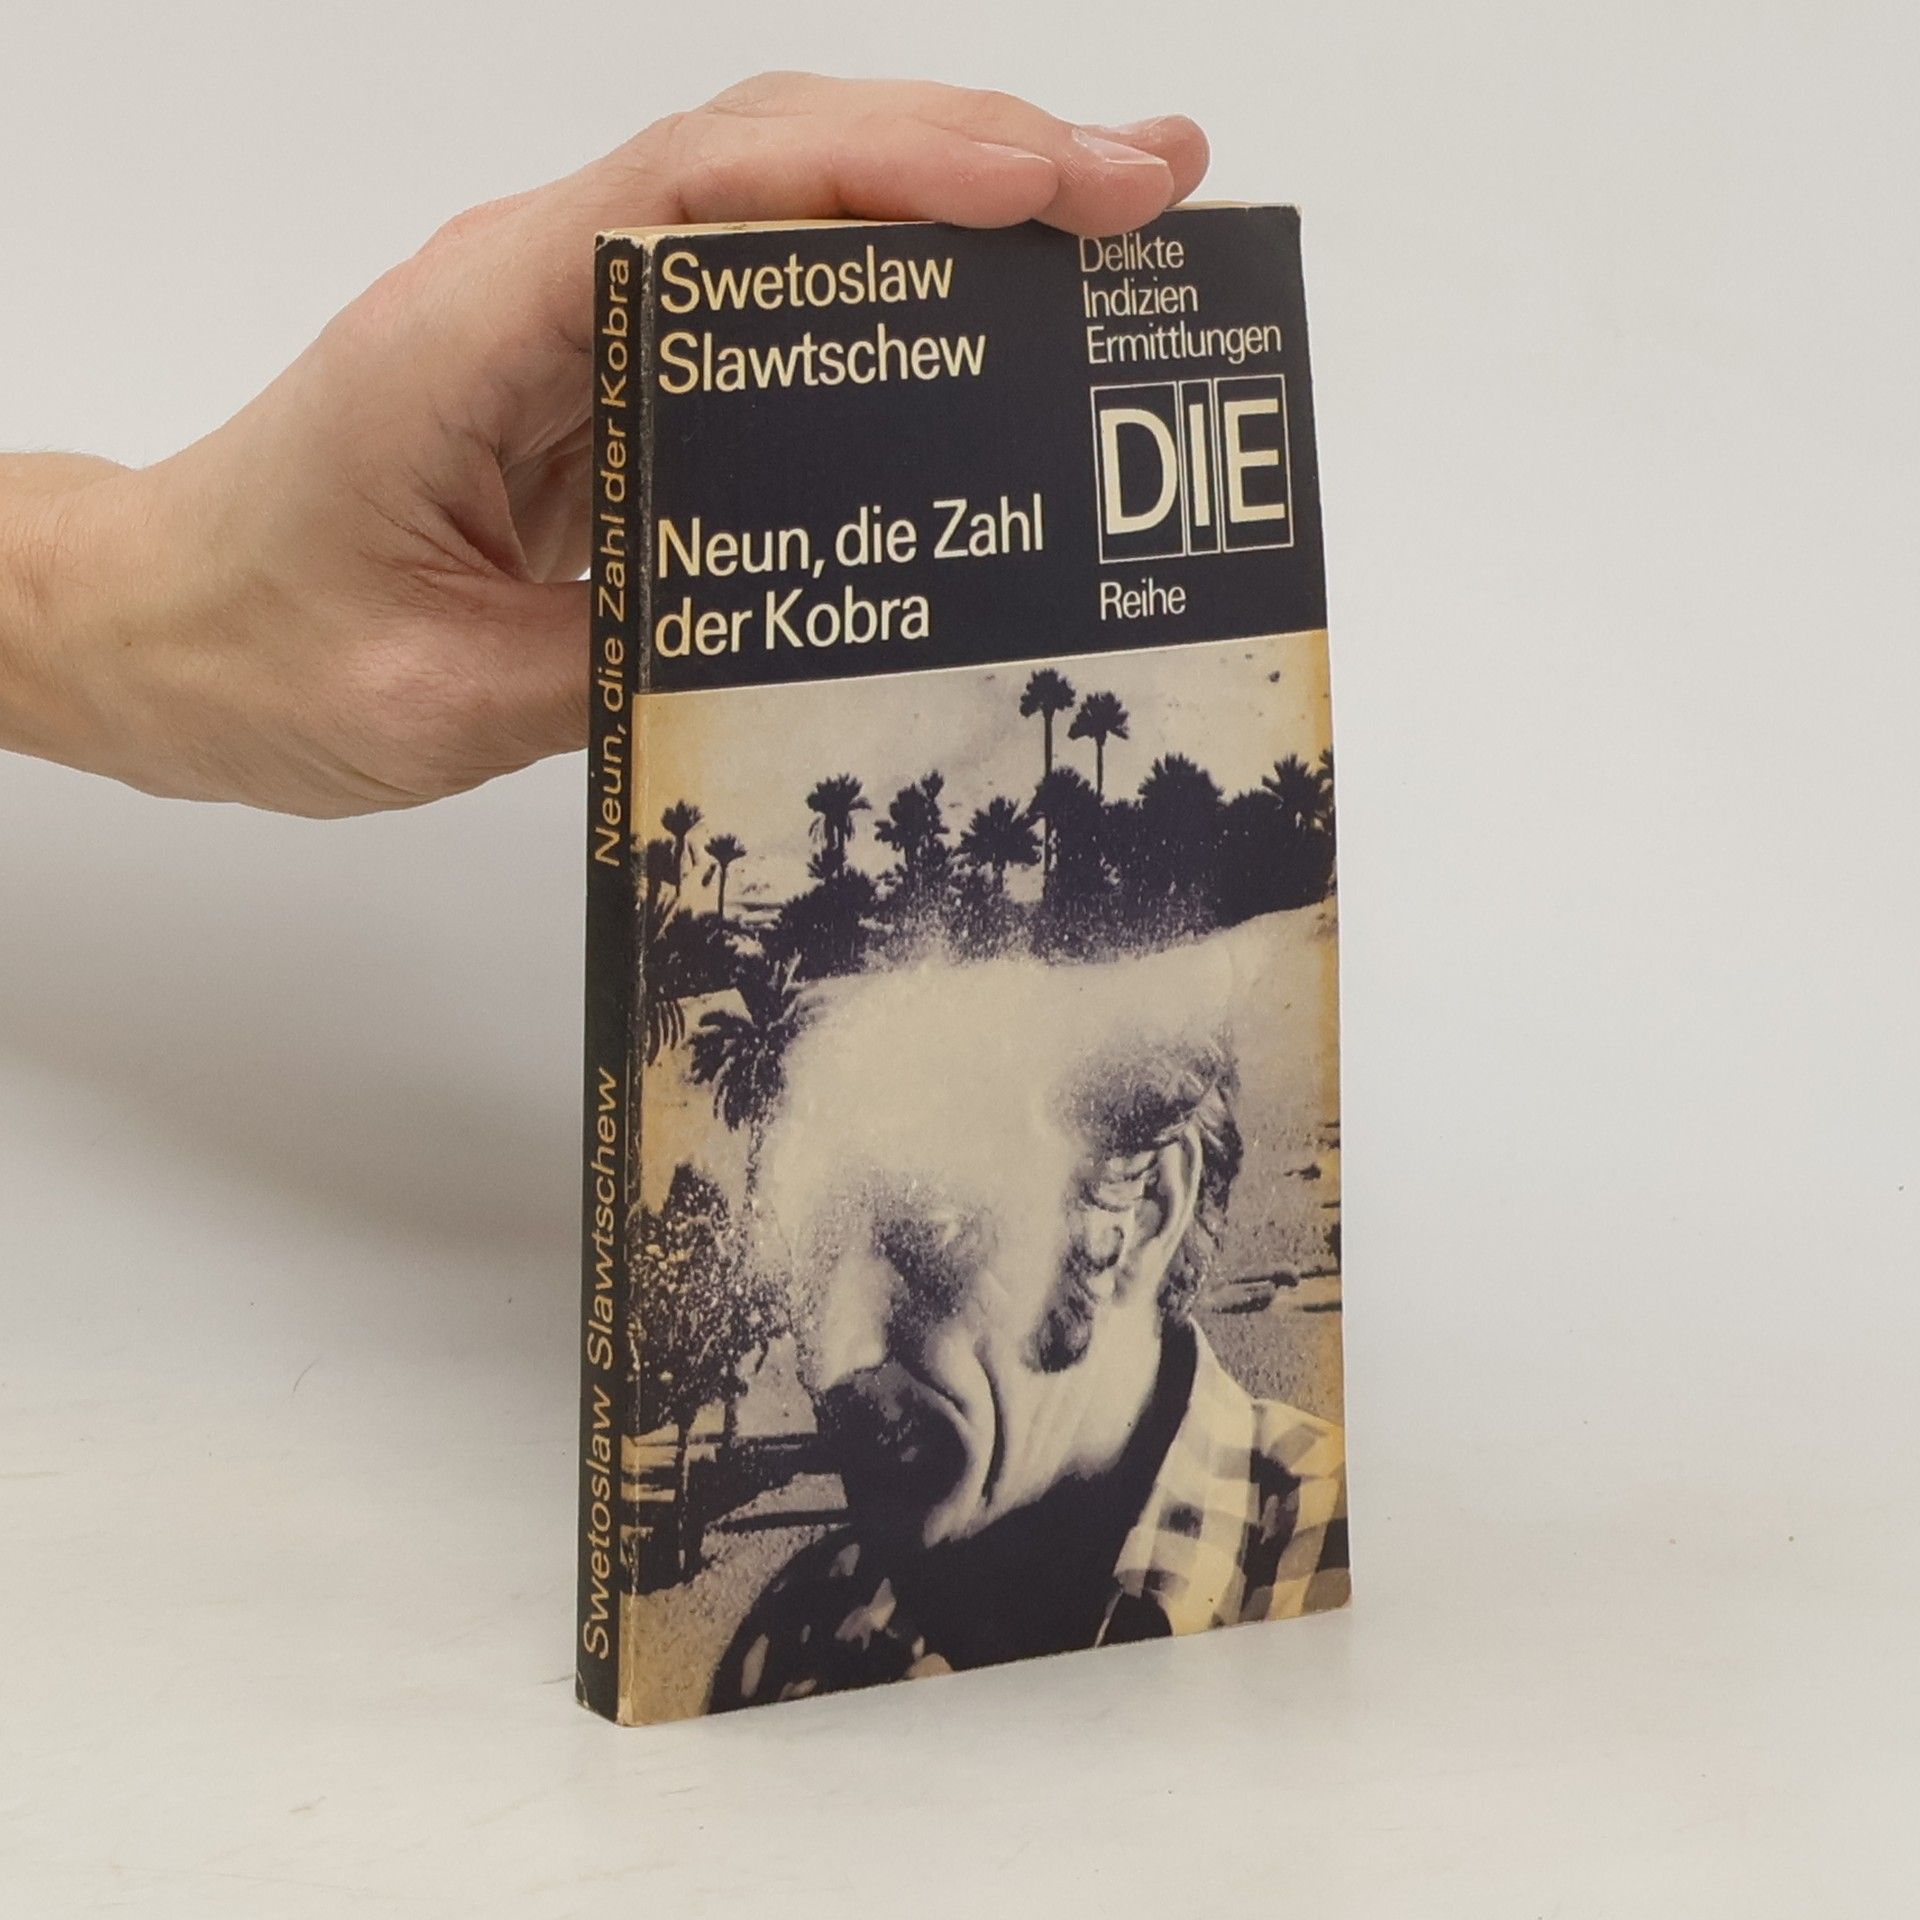 Swetoslaw
Slawtschew
Neun, die Zahl
der Kobra
Delikte
Indizien
Ermittlungen
DIE
Reihe
Swetoslaw Slawtschew Neun, die Zahl der Kobra